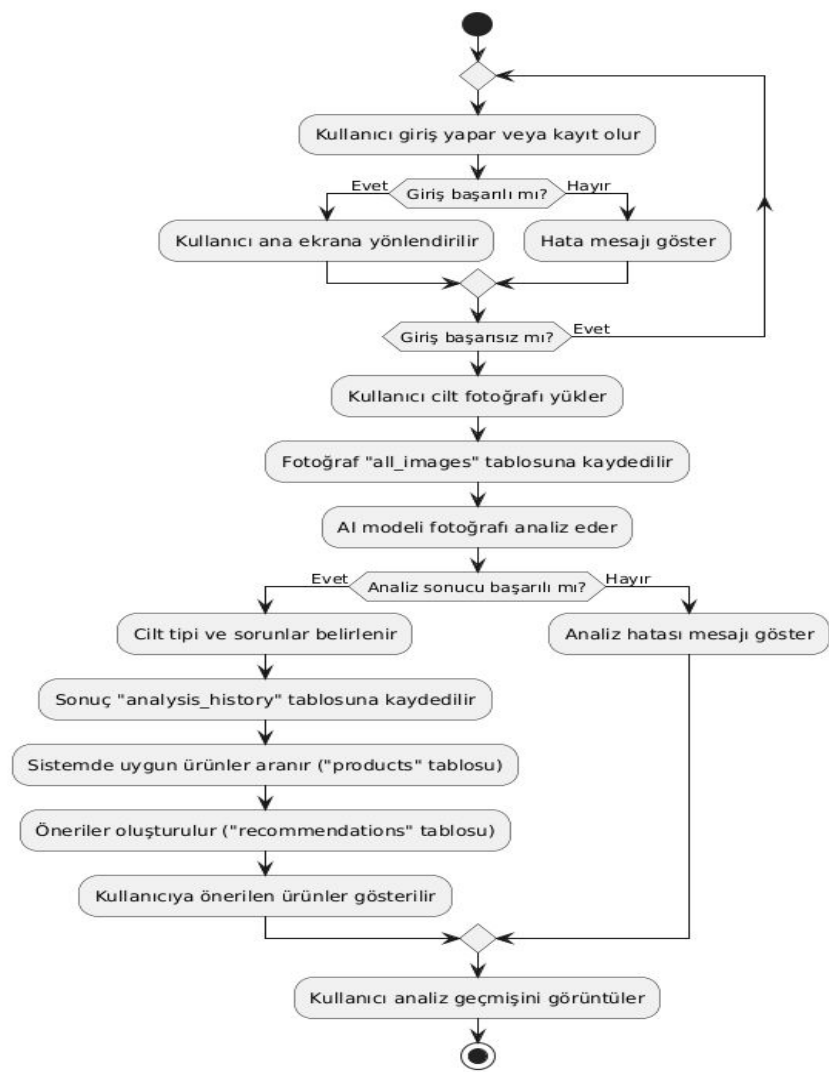 Kullanıcı giriş yapar veya kayıt olur
Evet
Giriş başarılı mı?
Hayır
Kullanıcı ana ekrana yönlendirilir
Hata mesajı göster
Giriş başarısız mı?
Evet
Kullanıcı cilt fotoğrafı yükler
Fotoğraf "all_images" tablosuna kaydedilir
AI modeli fotoğrafı analiz eder
Evet
Analiz sonucu başarılı mı?
Hayır
Cilt tipi ve sorunlar belirlenir
Analiz hatası mesajı göster
Sonuç "analysis_history" tablosuna kaydedilir
Sistemde uygun ürünler aranır ("products" tablosu)
Öneriler oluşturulur ("recommendations" tablosu)
Kullanıcıya önerilen ürünler gösterilir
Kullanıcı analiz geçmişini görüntüler